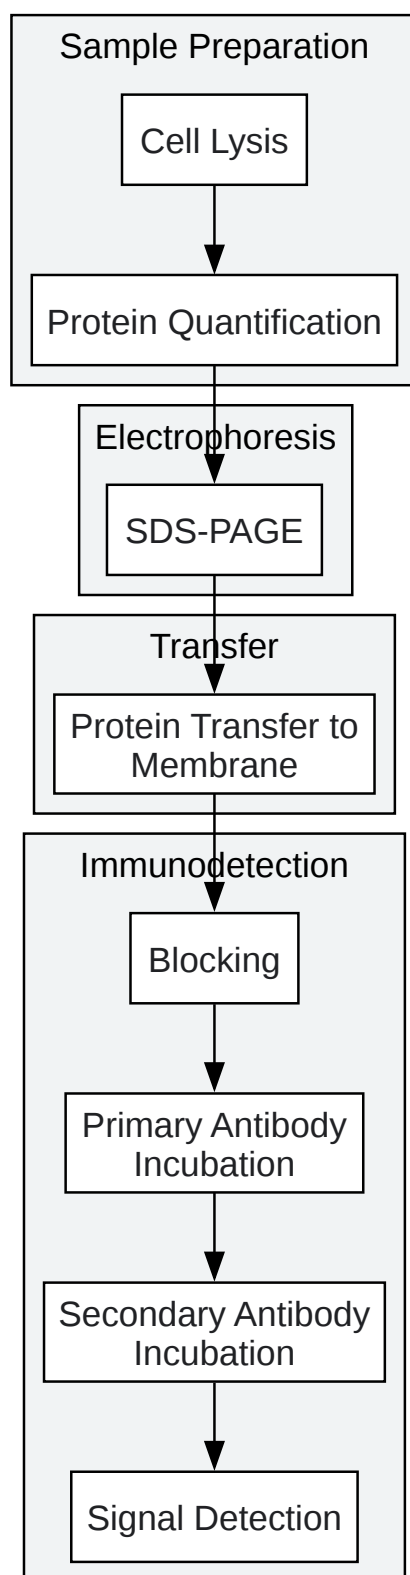 Sample Preparation
Cell Lysis
Protein Quantification
Electrophoresis
SDS-PAGE
Transfer
Protein Transfer to
Membrane
Immunodetection
Blocking
Primary Antibody
Incubation
Secondary Antibody
Incubation
Signal Detection